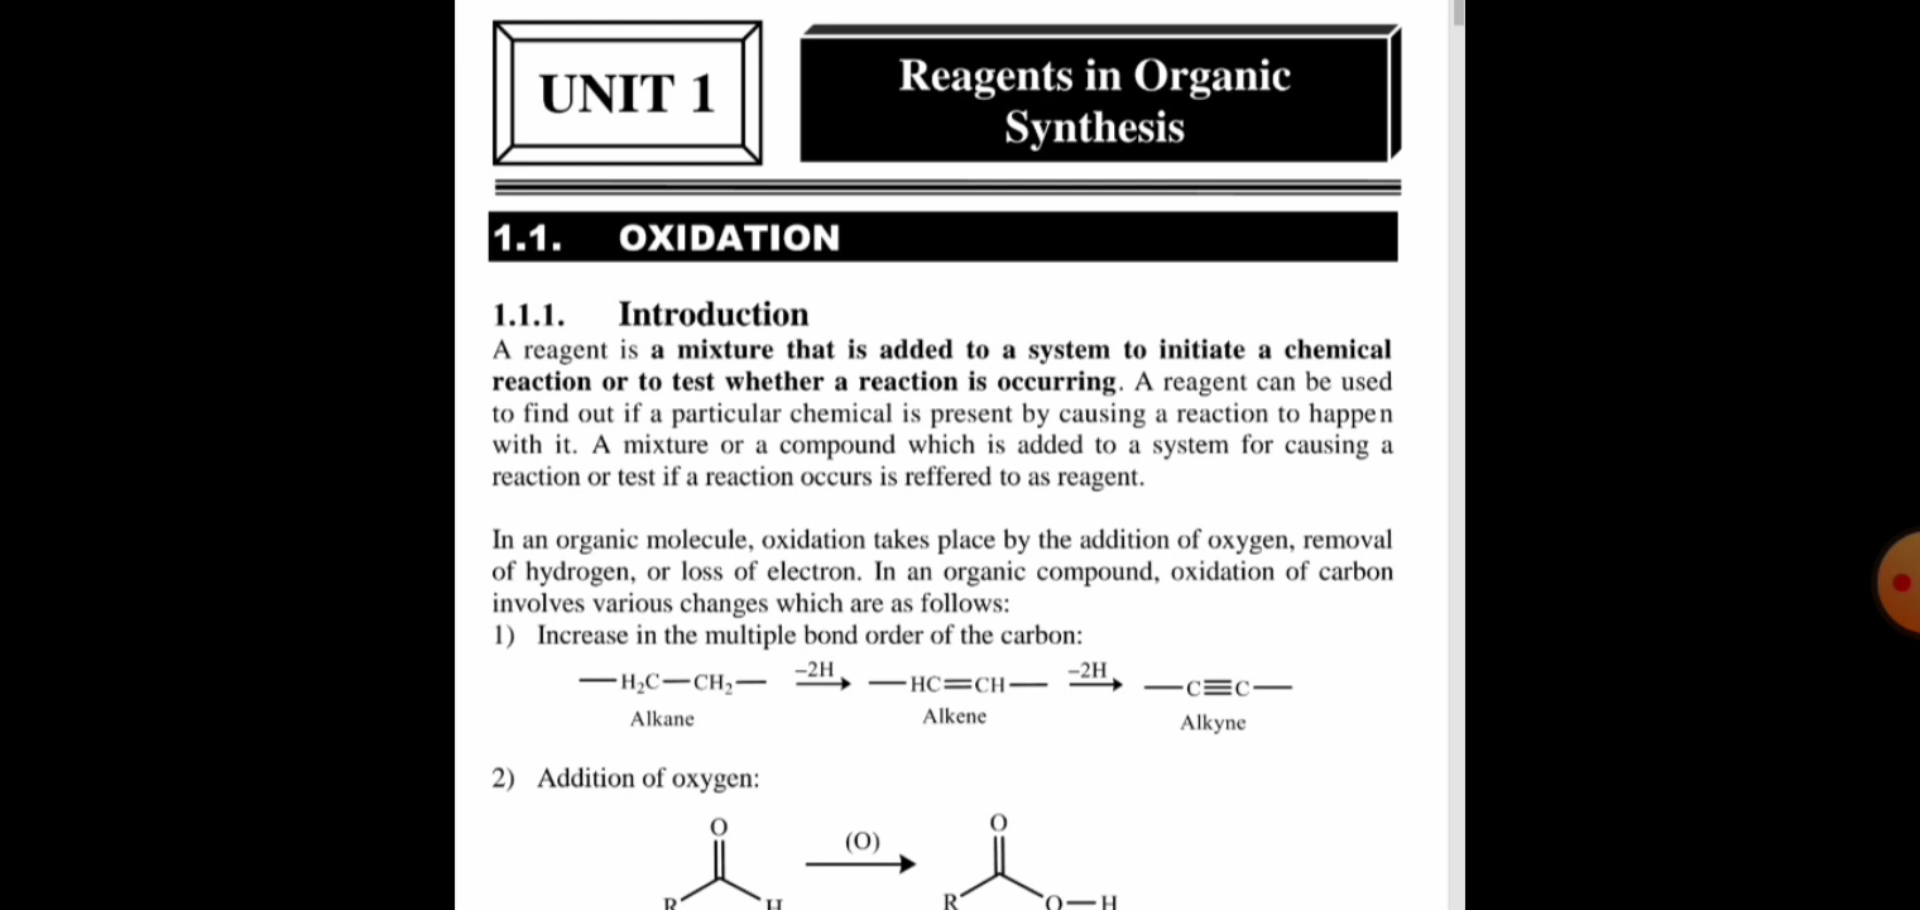 UNIT 1
Reagents in Organic
Synthesis
1.1. OXIDATION
1.1.1. Introduction
A reagent is a mixture that is added to a system to initiate a chemical
reaction or to test whether a reaction is occurring. A reagent can be used
to find out if a particular chemical is present by causing a reaction to happen
with it. A mixture or a compound which is added to a system for causing a
reaction or test if a reaction occurs is reffered to as reagent.
In an organic molecule, oxidation takes place by the addition of oxygen, removal
of hydrogen, or loss of electron. In an organic compound, oxidation of carbon
involves various changes which are as follows:
1) Increase in the multiple bond order of the carbon:
—H₂C—CH₂— –2H → —HC=CH— –2H → —C≡C—
Alkane Alkene Alkyne
2) Addition of oxygen:
O (O) O
R H R O—H